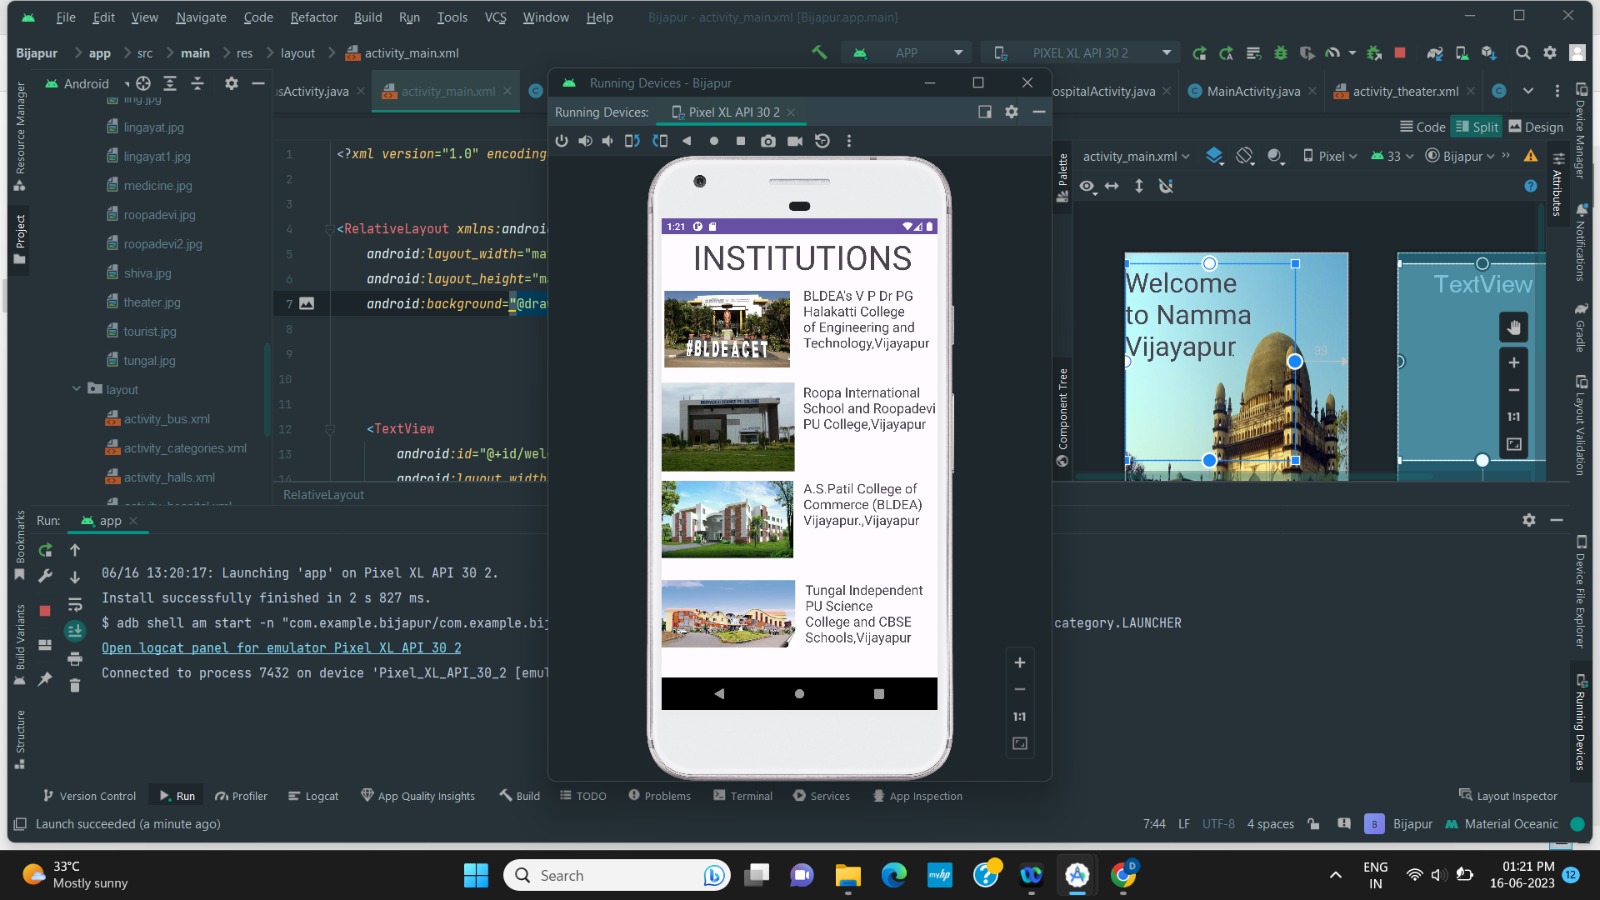 File Edit View Navigate Code Refactor Build Run Tools VCS Window Help Bijapur - activity_main.xml [Bijapur.app.main]
Bijapur app src main res layout activity_main.xml APP PIXEL XL API 30 2
Android
sActivity.java activity_main.xml ospitalActivity.java MainActivity.java activity_theater.xml
Running Devices - Bijapur
Running Devices: Pixel XL API 30 2
Code Split Design
Resource Manager
Project
Bookmarks
Build Variants
Structure
ling.jpg
lingayat.jpg
lingayat1.jpg
medicine.jpg
roopadevi.jpg
roopadevi2.jpg
shiva.jpg
theater.jpg
tourist.jpg
tungal.jpg
layout
activity_bus.xml
activity_categories.xml
activity_halls.xml
1 <?xml version="1.0" encoding
2
3
4 <RelativeLayout xmlns:androi
5 android:layout_width="ma
6 android:layout_height="m
7 android:background="@dra
8
9
10
11
12 <TextView
13 android:id="@+id/wel
14 android:layout_width
RelativeLayout
1:21
INSTITUTIONS
#BLDEACET
BLDEA's V P Dr PG
Halakatti College
of Engineering and
Technology,Vijayapur
Roopa International
School and Roopadevi
PU College,Vijayapur
A.S.Patil College of
Commerce (BLDEA)
Vijayapur.,Vijayapur
Tungal Independent
PU Science
College and CBSE
Schools,Vijayapur
1:1
Palette
Component Tree
activity_main.xml Pixel 33 Bijapur
Welcome
to Namma
Vijayapur
99
TextView
1:1
Attributes
Device Manager
Notifications
Gradle
Layout Validation
Device File Explorer
Running Devices
Run: app
06/16 13:20:17: Launching 'app' on Pixel XL API 30 2.
Install successfully finished in 2 s 827 ms.
$ adb shell am start -n "com.example.bijapur/com.example.bij category.LAUNCHER
Open logcat panel for emulator Pixel XL API 30 2
Connected to process 7432 on device 'Pixel_XL_API_30_2 [emul
Version Control Run Profiler Logcat App Quality Insights Build TODO Problems Terminal Services App Inspection Layout Inspector
Launch succeeded (a minute ago) 7:44 LF UTF-8 4 spaces B Bijapur Material Oceanic
33°C
Mostly sunny
Search
myhp
D
ENG
IN
01:21 PM
16-06-2023
12